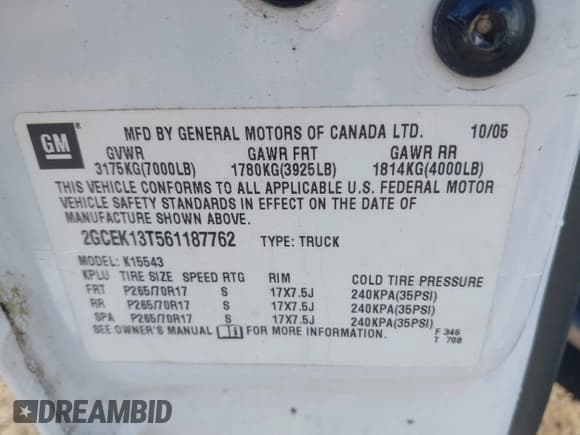 GM ®
MFD BY GENERAL MOTORS OF CANADA LTD. 10/05
GVWR GAWR FRT GAWR RR
3175KG(7000LB) 1780KG(3925LB) 1814KG(4000LB)
THIS VEHICLE CONFORMS TO ALL APPLICABLE U.S. FEDERAL MOTOR
VEHICLE SAFETY STANDARDS IN EFFECT ON THE DATE OF
MANUFACTURE SHOWN ABOVE.
2GCEK13T561187762 TYPE: TRUCK
MODEL: K15543
KPLU TIRE SIZE SPEED RTG RIM COLD TIRE PRESSURE
FRT P265/70R17 S 17X7.5J 240KPA(35PSI)
RR P265/70R17 S 17X7.5J 240KPA(35PSI)
SPA P265/70R17 S 17X7.5J 240KPA(35PSI)
SEE OWNER'S MANUAL FOR MORE INFORMATION. F 346
T 708
DREAMBID